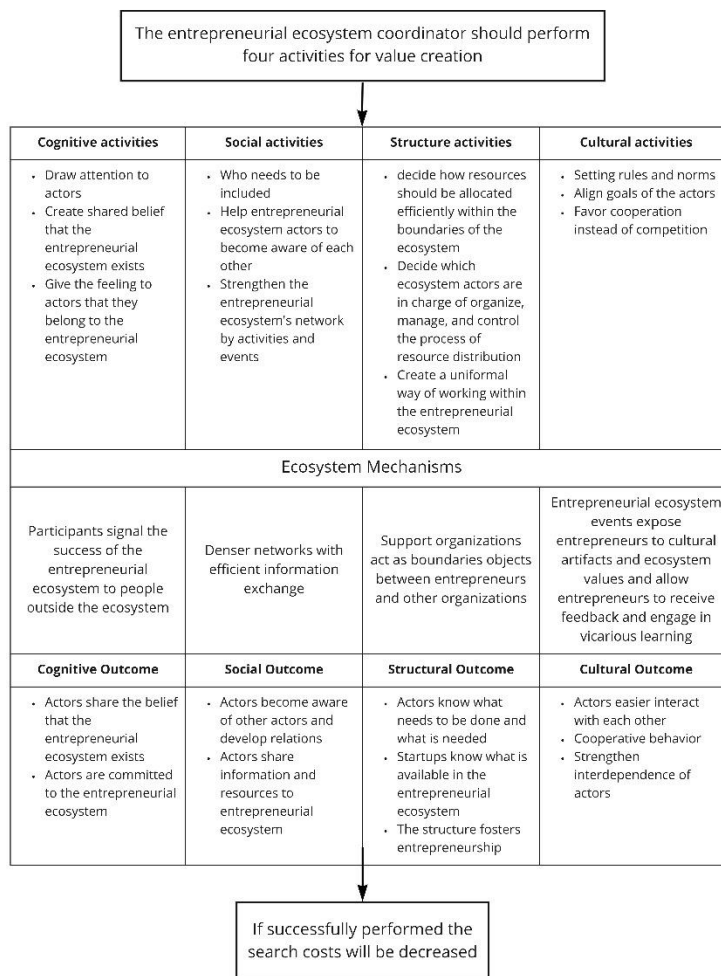 The entrepreneurial ecosystem coordinator should perform
four activities for value creation
Cognitive activities
Social activities
Structure activities
Cultural activities
• Draw attention to
actors
• Create shared belief
that the
entrepreneurial
ecosystem exists
• Give the feeling to
actors that they
belong to the
entrepreneurial
ecosystem
• Who needs to be
included
• Help entrepreneurial
ecosystem actors to
become aware of each
other
• Strengthen the
entrepreneurial
ecosystem's network
by activities and
events
• decide how resources
should be allocated
efficiently within the
boundaries of the
ecosystem
• Decide which
ecosystem actors are
in charge of organize,
manage, and control
the process of
resource distribution
• Create a uniformal
way of working within
the entrepreneurial
ecosystem
• Setting rules and norms
• Align goals of the actors
• Favor cooperation
instead of competition
Ecosystem Mechanisms
Participants signal the
success of the
entrepreneurial
ecosystem to people
outside the ecosystem
Denser networks with
efficient information
exchange
Support organizations
act as boundaries objects
between entrepreneurs
and other organizations
Entrepreneurial ecosystem
events expose
entrepreneurs to cultural
artifacts and ecosystem
values and allow
entrepreneurs to receive
feedback and engage in
vicarious learning
Cognitive Outcome
Social Outcome
Structural Outcome
Cultural Outcome
• Actors share the belief
that the
entrepreneurial
ecosystem exists
• Actors are committed
to the entrepreneurial
ecosystem
• Actors become aware
of other actors and
develop relations
• Actors share
information and
resources to
entrepreneurial
ecosystem
• Actors know what
needs to be done and
what is needed
• Startups know what is
available in the
entrepreneurial
ecosystem
• The structure fosters
entrepreneurship
• Actors easier interact
with each other
• Cooperative behavior
• Strengthen
interdependence of
actors
If successfully performed the
search costs will be decreased